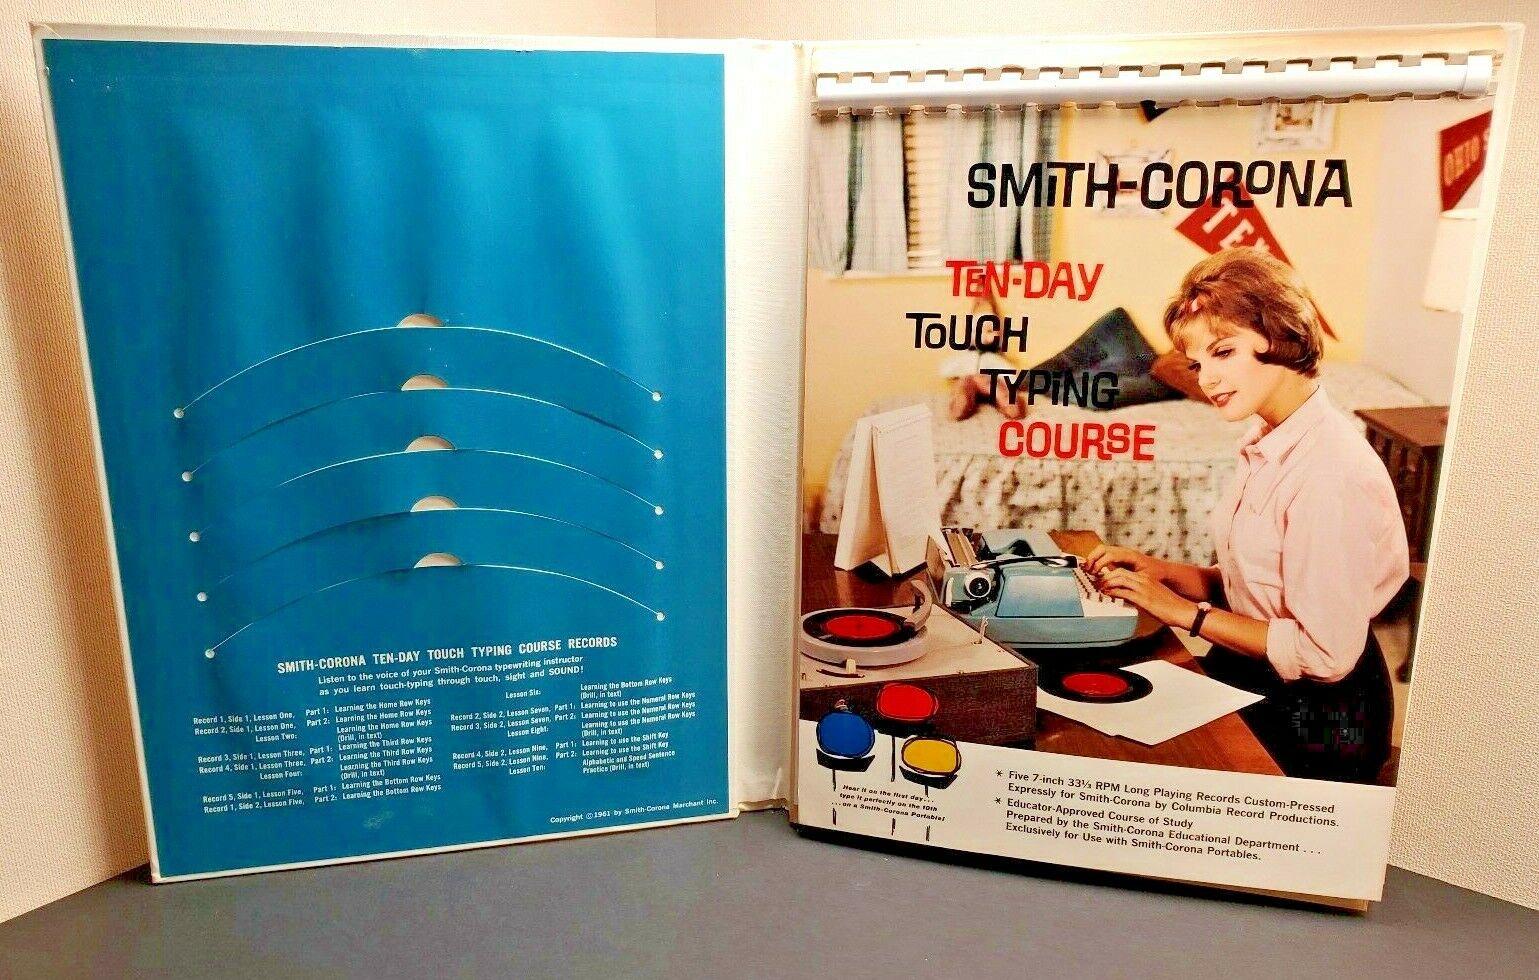 SMITH-CORONA TEN-DAY TOUCH TYPING COURSE RECORDS
Listen to the voice of your Smith-Corona typewriting instructor
as you learn touch-typing through touch, sight and SOUND!
Record 1, Side 1, Lesson One, Part 1: Learning the Home Row Keys
Record 2, Side 1, Lesson One, Part 2: Learning the Home Row Keys
Lesson Two: Learning the Home Row Keys
(Drill, in text)
Record 3, Side 1, Lesson Three, Part 1: Learning the Third Row Keys
Record 4, Side 1, Lesson Three, Part 2: Learning the Third Row Keys
Lesson Four: Learning the Third Row Keys
(Drill, in text)
Record 5, Side 1, Lesson Five, Part 1: Learning the Bottom Row Keys
Record 1, Side 2, Lesson Five, Part 2: Learning the Bottom Row Keys
Lesson Six: Learning the Bottom Row Keys
(Drill, in text)
Record 2, Side 2, Lesson Seven, Part 1: Learning to use the Numeral Row Keys
Record 3, Side 2, Lesson Seven, Part 2: Learning to use the Numeral Row Keys
Lesson Eight: Learning to use the Numeral Row Keys
(Drill, in text)
Record 4, Side 2, Lesson Nine, Part 1: Learning to use the Shift Key
Record 5, Side 2, Lesson Nine, Part 2: Learning to use the Shift Key
Lesson Ten: Alphabetic and Speed Sentence
Practice (Drill, in text)
Copyright ©1961 by Smith-Corona Marchant Inc.
SMiTH-CORONA
TEN-DAY
TOUCH
TYPiNG
COURSE
OHIO S
TEX
Hear it on the first day...
type it perfectly on the 10th
...on a Smith-Corona Portable!
* Five 7-inch 33⅓ RPM Long Playing Records Custom-Pressed
Expressly for Smith-Corona by Columbia Record Productions.
* Educator-Approved Course of Study
Prepared by the Smith-Corona Educational Department . . .
Exclusively for Use with Smith-Corona Portables.